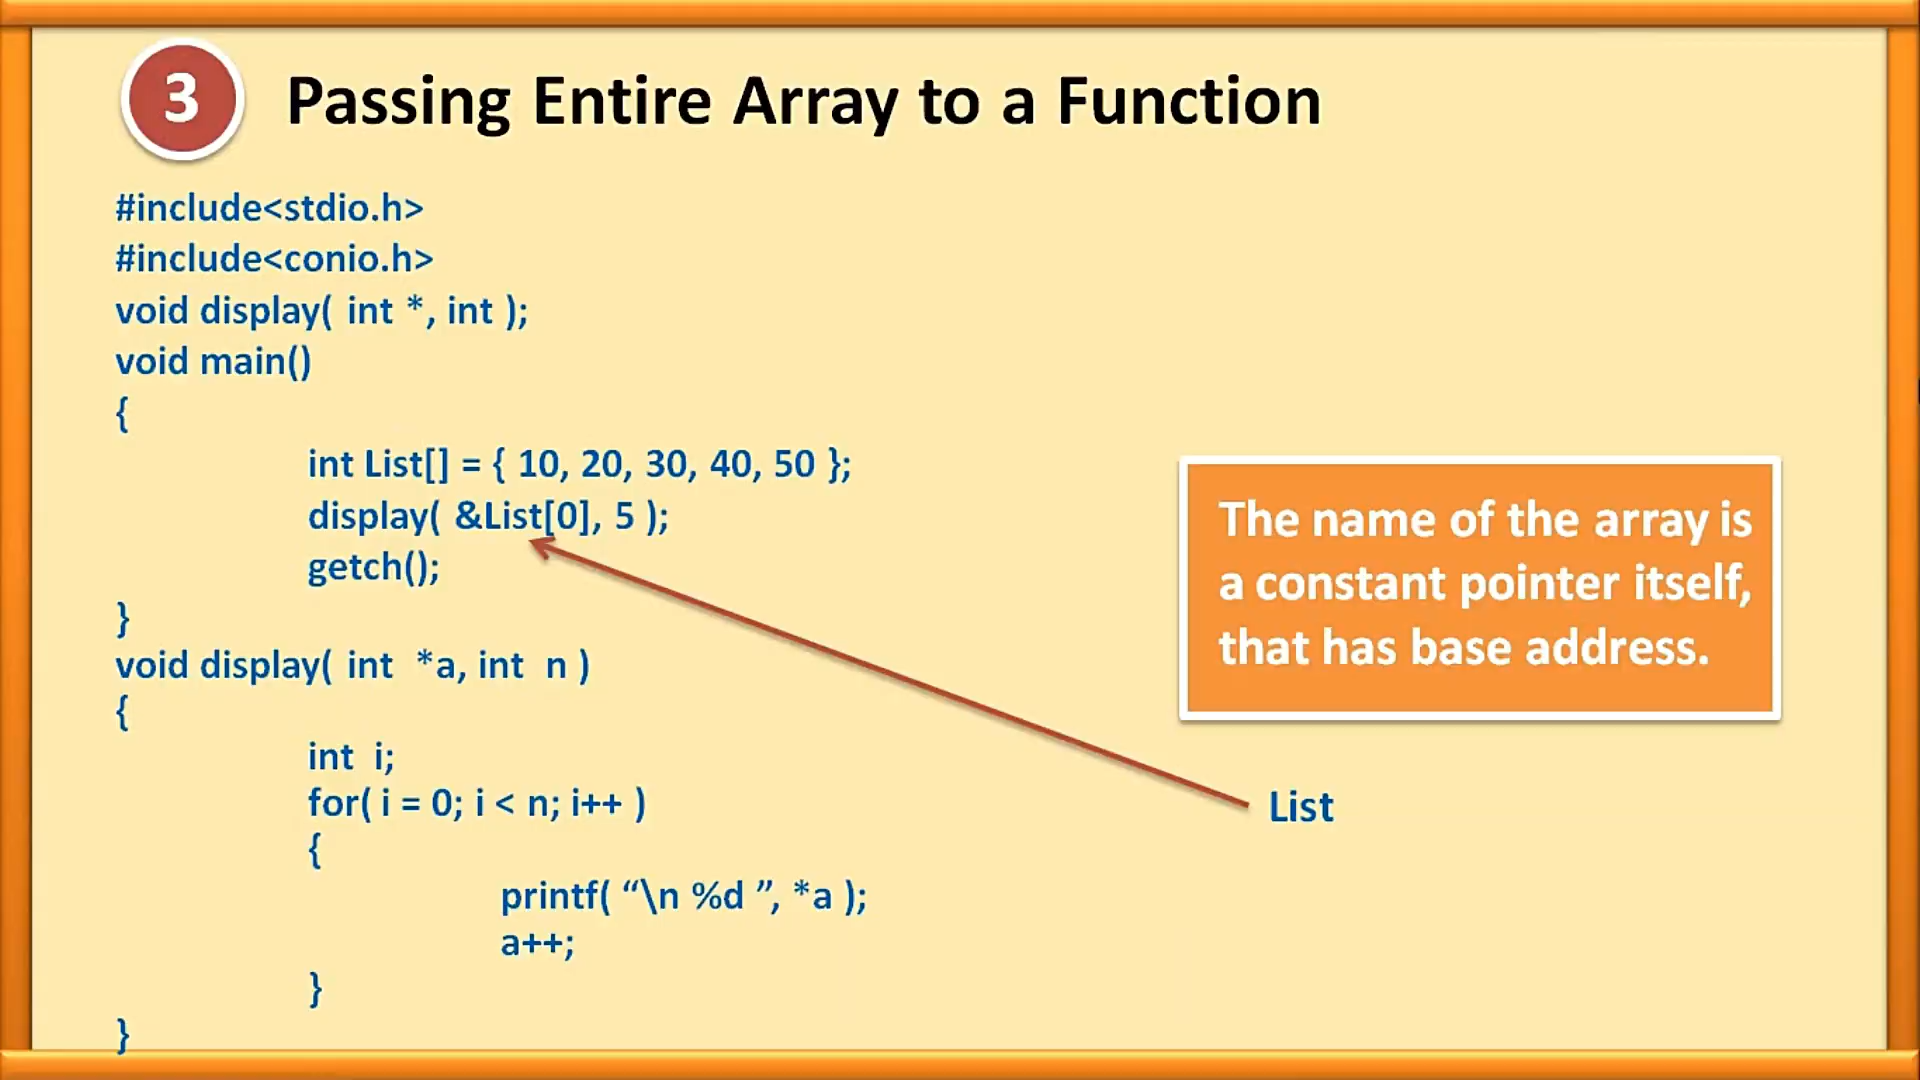 3 Passing Entire Array to a Function
#include<stdio.h>
#include<conio.h>
void display( int *, int );
void main()
{
int List[] = { 10, 20, 30, 40, 50 };
display( &List[0], 5 );
getch();
}
void display( int *a, int n )
{
int i;
for( i = 0; i < n; i++ )
{
printf( “\n %d ”, *a );
a++;
}
}
The name of the array is
a constant pointer itself,
that has base address.
List